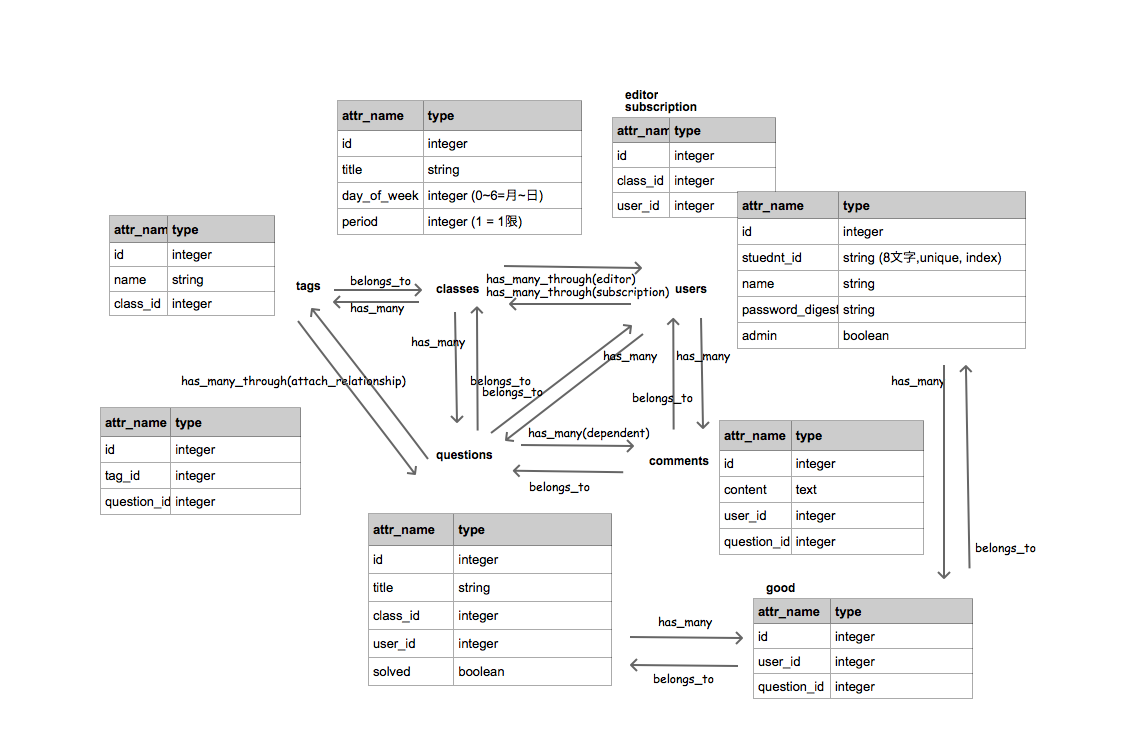 editor
subscription
attr_name type
id integer
title string
day_of_week integer (0~6=月~日)
period integer (1 = 1限)
attr_nam type
id integer
class_id integer
user_id integer
attr_name type
id integer
stuednt_id string (8文字,unique, index)
name string
password_digest string
admin boolean
attr_nam type
id integer
name string
class_id integer
tags
belongs_to
has_many
classes
has_many_through(editor)
has_many_through(subscription)
users
has_many
belongs_to
belongs_to
has_many
has_many
belongs_to
has_many
has_many_through(attach_relationship)
attr_name type
id integer
tag_id integer
question_id integer
questions
has_many(dependent)
belongs_to
comments
attr_name type
id integer
content text
user_id integer
question_id integer
belongs_to
attr_name type
id integer
title string
class_id integer
user_id integer
solved boolean
has_many
belongs_to
good
attr_name type
id integer
user_id integer
question_id integer